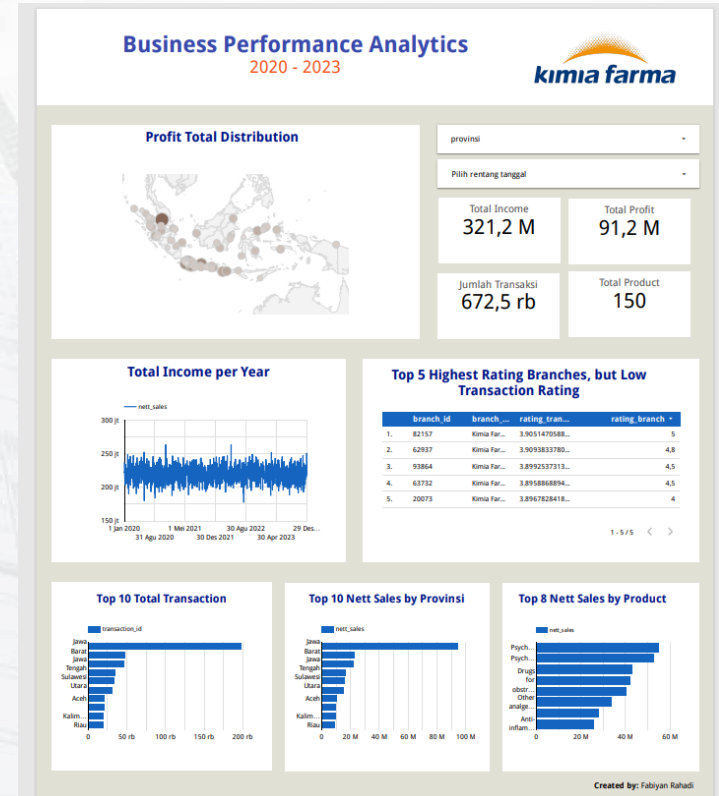 Business Performance Analytics
2020 - 2023
kımıa farma
Profit Total Distribution
provinsi
Pilih rentang tanggal
Total Income
321,2 M
Total Profit
91,2 M
Jumlah Transaksi
672,5 rb
Total Product
150
Total Income per Year
nett_sales
300 jt
250 jt
200 jt
150 jt
1 Jan 2020
31 Agu 2020
1 Mei 2021
30 Des 2021
30 Agu 2022
30 Apr 2023
29 Des...
Top 5 Highest Rating Branches, but Low
Transaction Rating
branch_id branch_... rating_tran... rating_branch
1. 82157 Kimia Far... 3.9051470588... 5
2. 62937 Kimia Far... 3.9093833780... 4,8
3. 93864 Kimia Far... 3.8992537313... 4,5
4. 63732 Kimia Far... 3.8958868894... 4,5
5. 20073 Kimia Far... 3.8967828418... 4
1 - 5 / 5
Top 10 Total Transaction
transaction_id
Jawa
Barat
Jawa
Tengah
Sulawesi
Utara
Aceh
Kalim...
Riau
0 50 rb 100 rb 150 rb 200 rb
Top 10 Nett Sales by Provinsi
nett_sales
Jawa
Barat
Jawa
Tengah
Sulawesi
Utara
Aceh
Kalim...
Riau
0 20 M 40 M 60 M 80 M 100 M
Top 8 Nett Sales by Product
nett_sales
Psych...
Psych...
Drugs
for
obstr...
Other
analge...
Anti-
inflam...
0 20 M 40 M 60 M
Created by: Fabiyan Rahadi